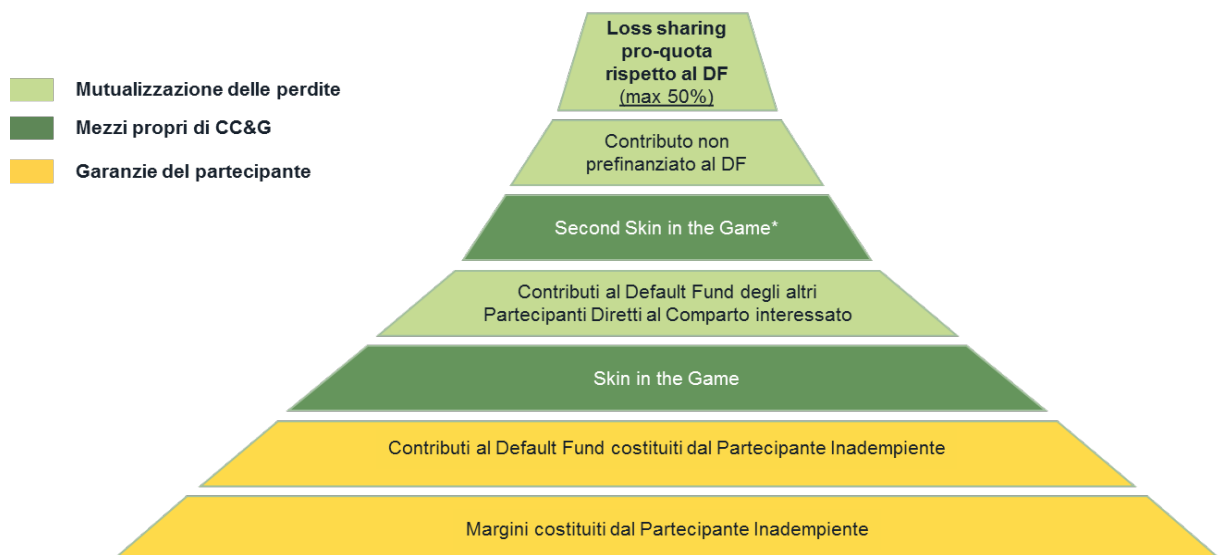 Loss sharing
pro-quota
rispetto al DF
(max 50%)
Mutualizzazione delle perdite
Mezzi propri di CC&G
Garanzie del partecipante
Contributo non
prefinanziato al DF
Second Skin in the Game*
Contributi al Default Fund degli altri
Partecipanti Diretti al Comparto interessato
Skin in the Game
Contributi al Default Fund costituiti dal Partecipante Inadempiente
Margini costituiti dal Partecipante Inadempiente